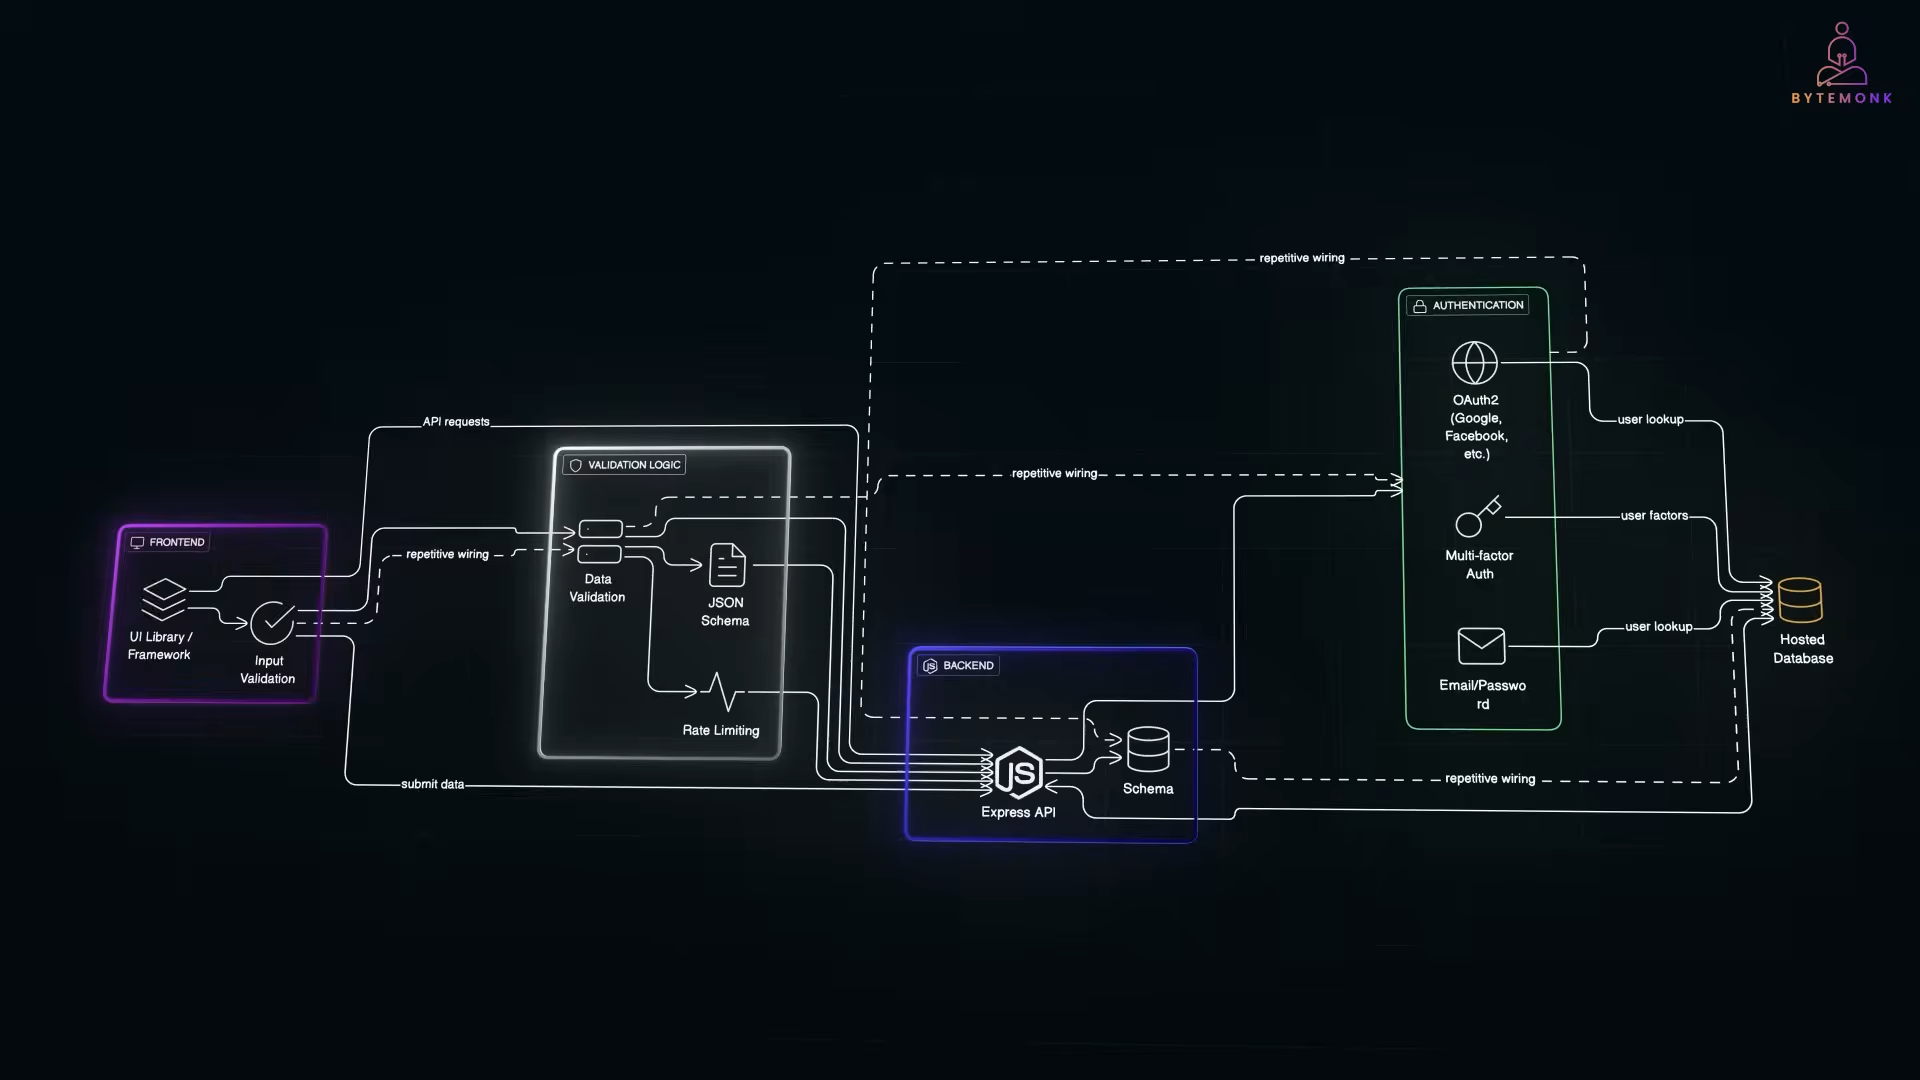 BYTEMONK
repetitive wiring
AUTHENTICATION
OAuth2
(Google,
Facebook,
etc.)
user lookup
API requests
VALIDATION LOGIC
repetitive wiring
user factors
FRONTEND
repetitive wiring
Data
Validation
JSON
Schema
Multi-factor
Auth
UI Library /
Framework
Input
Validation
user lookup
Hosted
Database
BACKEND
Email/Passwo
rd
Rate Limiting
submit data
JS
Express API
Schema
repetitive wiring